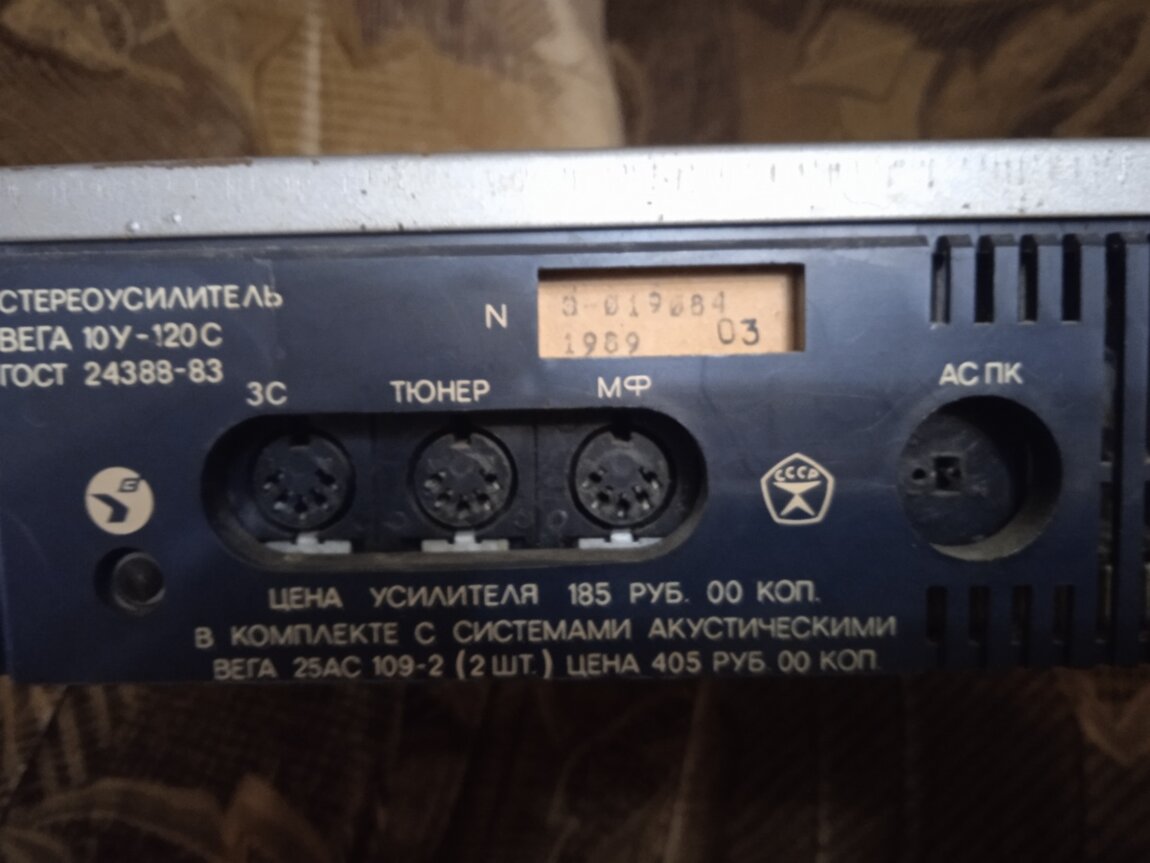 СТЕРЕОУСИЛИТЕЛЬ
ВЕГА 10У-120С
ГОСТ 24388-83
N
1989 03
ЗС ТЮНЕР МФ АС ПК
СССР
ЦЕНА УСИЛИТЕЛЯ 185 РУБ. 00 КОП.
В КОМПЛЕКТЕ С СИСТЕМАМИ АКУСТИЧЕСКИМИ
ВЕГА 25АС 109-2 (2 ШТ.) ЦЕНА 405 РУБ. 00 КОП.